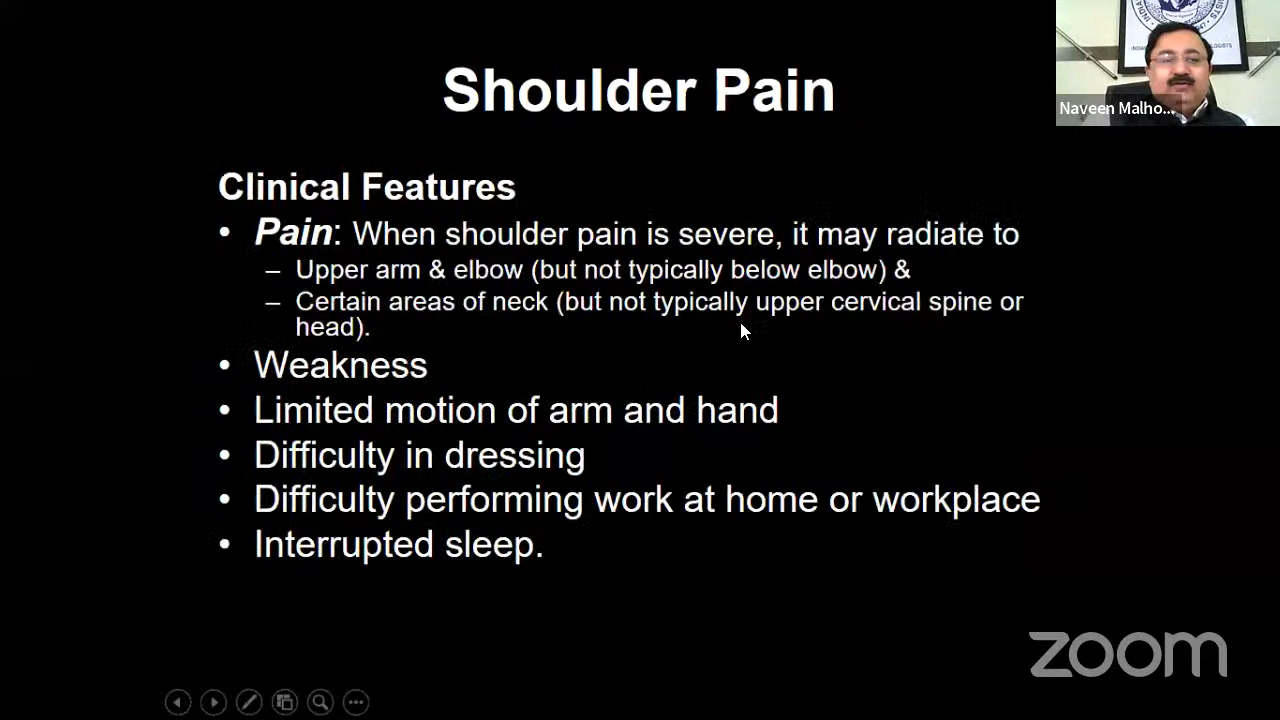 Shoulder Pain
Naveen Malho...
Clinical Features
• Pain: When shoulder pain is severe, it may radiate to
– Upper arm & elbow (but not typically below elbow) &
– Certain areas of neck (but not typically upper cervical spine or
head).
• Weakness
• Limited motion of arm and hand
• Difficulty in dressing
• Difficulty performing work at home or workplace
• Interrupted sleep.
zoom